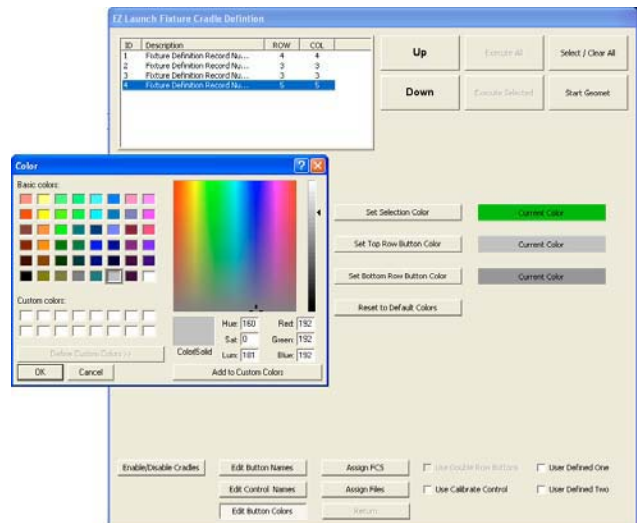 EZ Launch Fixture Cradle Defintion
ID Description ROW COL
1 Fixture Definition Record Nu... 4 4
2 Fixture Definition Record Nu... 3 3
3 Fixture Definition Record Nu... 3 3
4 Fixture Definition Record Nu... 5 5
Up
Execute All
Select / Clear All
Down
Execute Selected
Start Geomet
Color
Basic colors:
Custom colors:
Define Custom Colors >>
OK
Cancel
Color|Solid
Hue: 160
Sat: 0
Lum: 181
Red: 192
Green: 192
Blue: 192
Add to Custom Colors
Set Selection Color
Current Color
Set Top Row Button Color
Current Color
Set Bottom Row Button Color
Current Color
Reset to Default Colors
Enable/Disable Cradles
Edit Button Names
Assign FCS
Use Double Row Buttons
User Defined One
Edit Control Names
Assign Files
Use Calibrate Control
User Defined Two
Edit Button Colors
Return